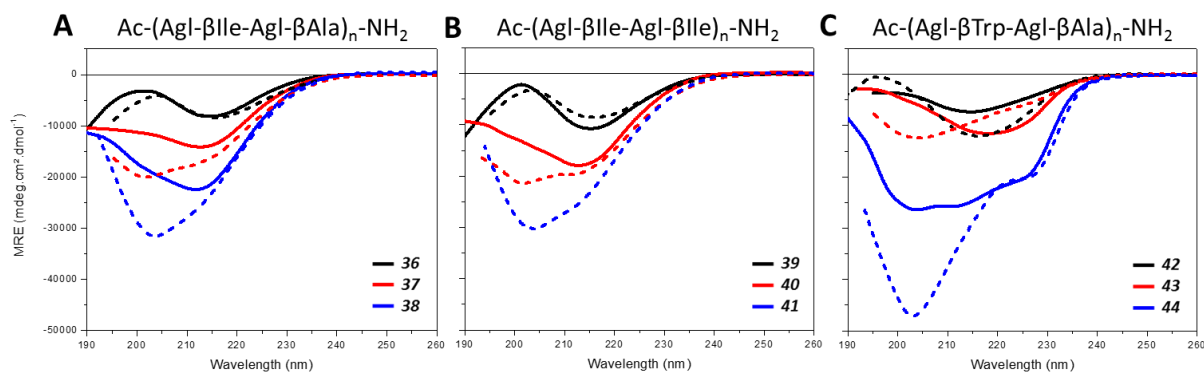 A Ac-(Agl-βIle-Agl-βAla)n-NH2
B Ac-(Agl-βIle-Agl-βIle)n-NH2
C Ac-(Agl-βTrp-Agl-βAla)n-NH2
MRE (mdeg.cm².dmol⁻¹)
0
-10000
-20000
-30000
-40000
-50000
36
37
38
190 200 210 220 230 240 250 260
Wavelength (nm)
39
40
41
190 200 210 220 230 240 250 260
Wavelength (nm)
42
43
44
190 200 210 220 230 240 250 260
Wavelength (nm)